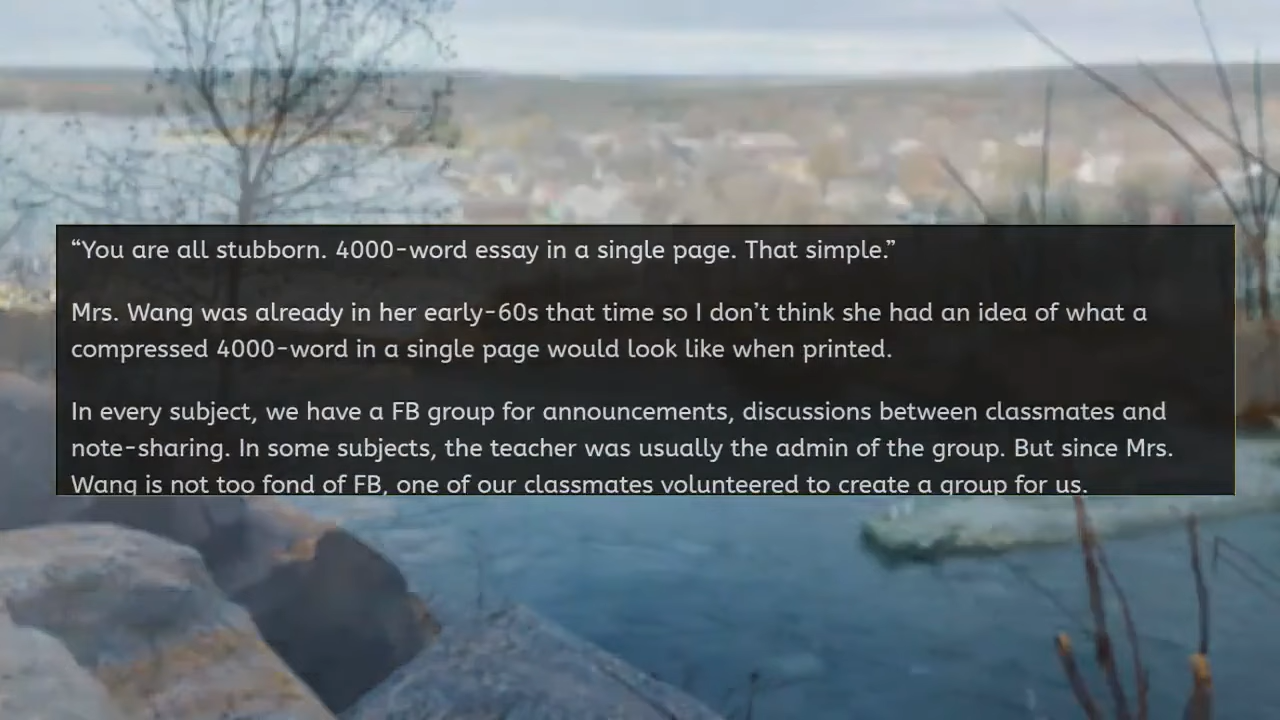 “You are all stubborn. 4000-word essay in a single page. That simple.”
Mrs. Wang was already in her early-60s that time so I don’t think she had an idea of what a
compressed 4000-word in a single page would look like when printed.
In every subject, we have a FB group for announcements, discussions between classmates and
note-sharing. In some subjects, the teacher was usually the admin of the group. But since Mrs.
Wang is not too fond of FB, one of our classmates volunteered to create a group for us.